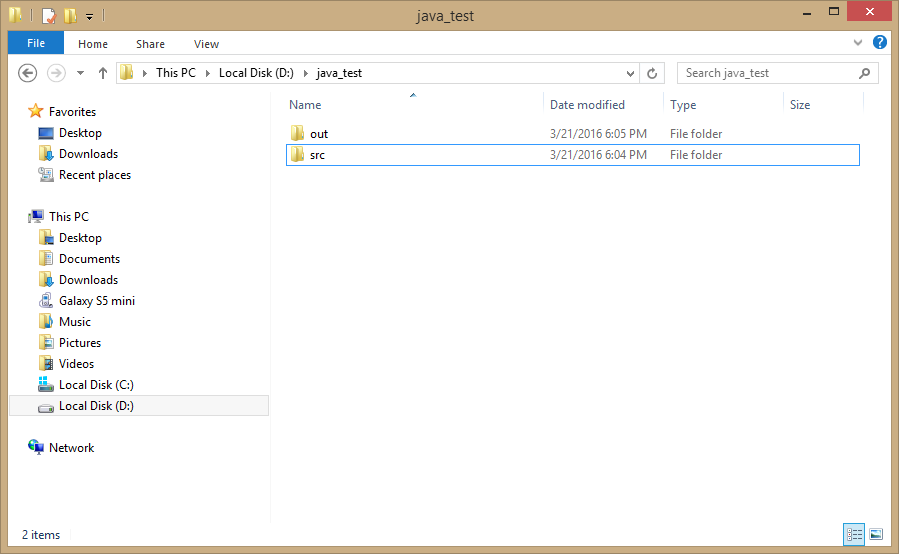 java_test
File Home Share View
This PC Local Disk (D:) java_test Search java_test
Name Date modified Type Size
out 3/21/2016 6:05 PM File folder
src 3/21/2016 6:04 PM File folder
Favorites
Desktop
Downloads
Recent places
This PC
Desktop
Documents
Downloads
Galaxy S5 mini
Music
Pictures
Videos
Local Disk (C:)
Local Disk (D:)
Network
2 items